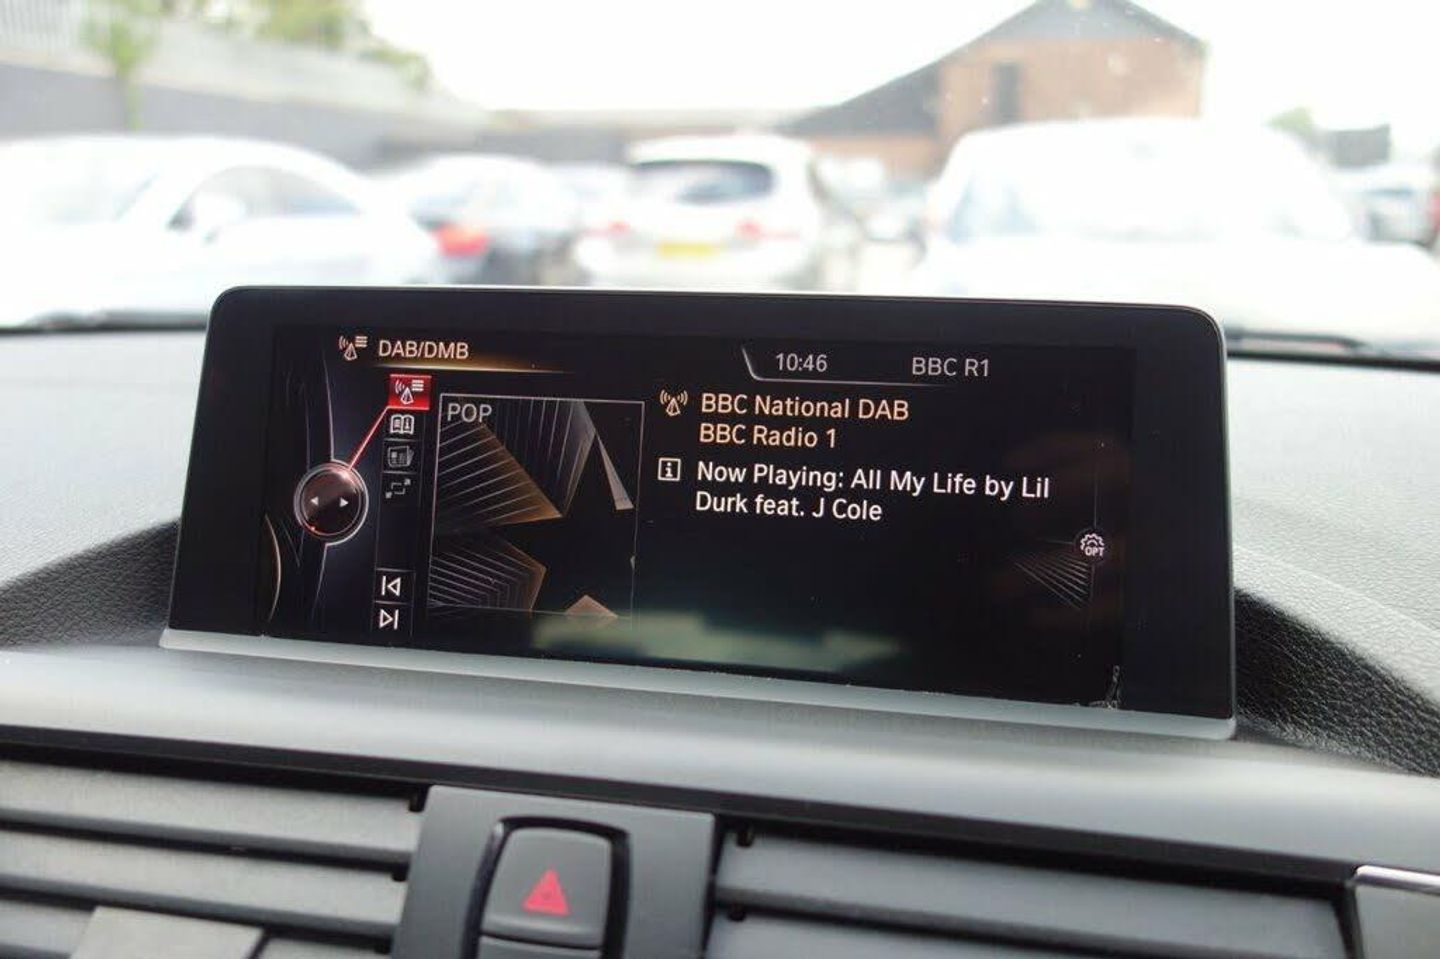 DAB/DMB
10:46
BBC R1
POP
BBC National DAB
BBC Radio 1
Now Playing: All My Life by Lil
Durk feat. J Cole
OPT